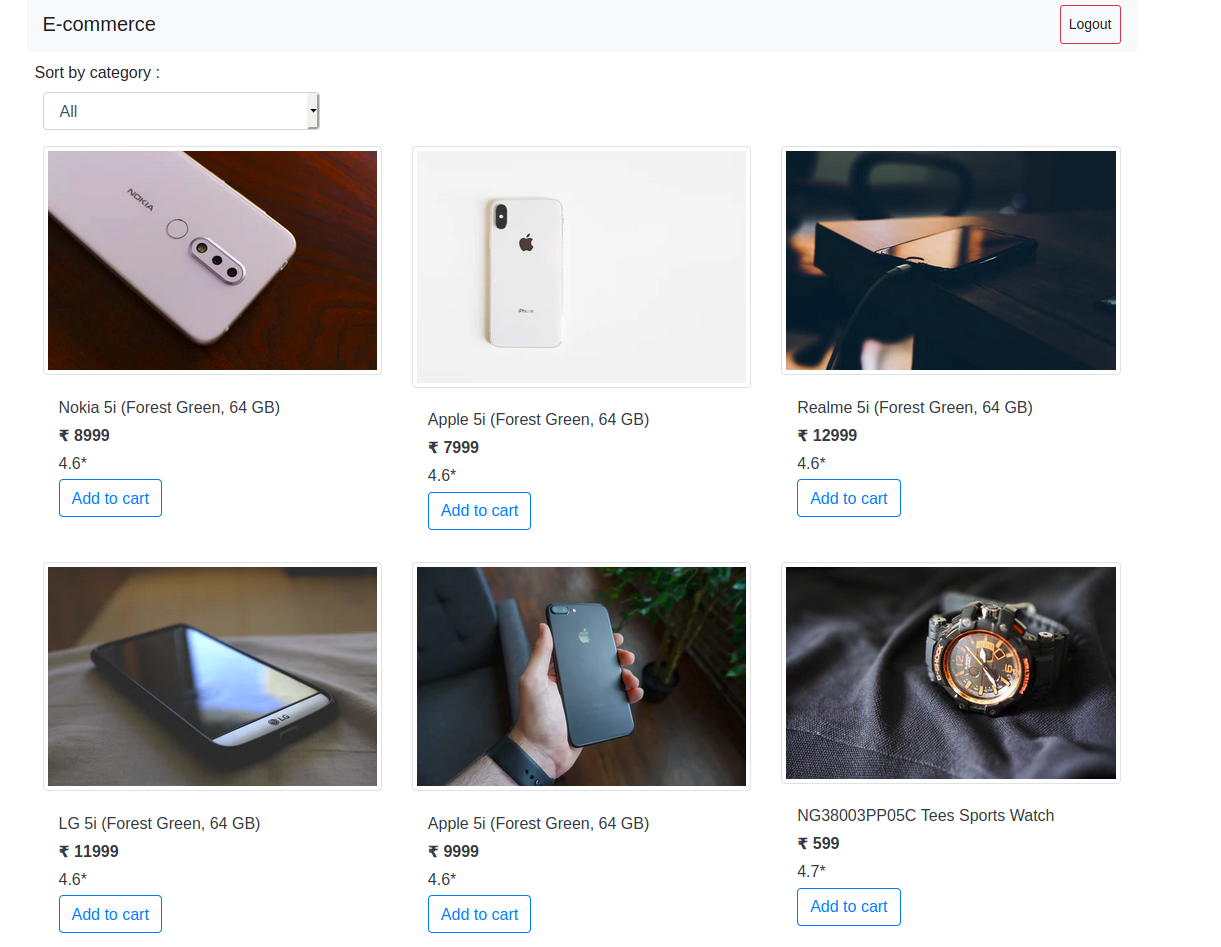 E-commerce
Logout
Sort by category :
All
NOKIA
iPhone
Nokia 5i (Forest Green, 64 GB)
₹ 8999
4.6*
Add to cart
Apple 5i (Forest Green, 64 GB)
₹ 7999
4.6*
Add to cart
Realme 5i (Forest Green, 64 GB)
₹ 12999
4.6*
Add to cart
LG
G-SHOCK
LG 5i (Forest Green, 64 GB)
₹ 11999
4.6*
Add to cart
Apple 5i (Forest Green, 64 GB)
₹ 9999
4.6*
Add to cart
NG38003PP05C Tees Sports Watch
₹ 599
4.7*
Add to cart